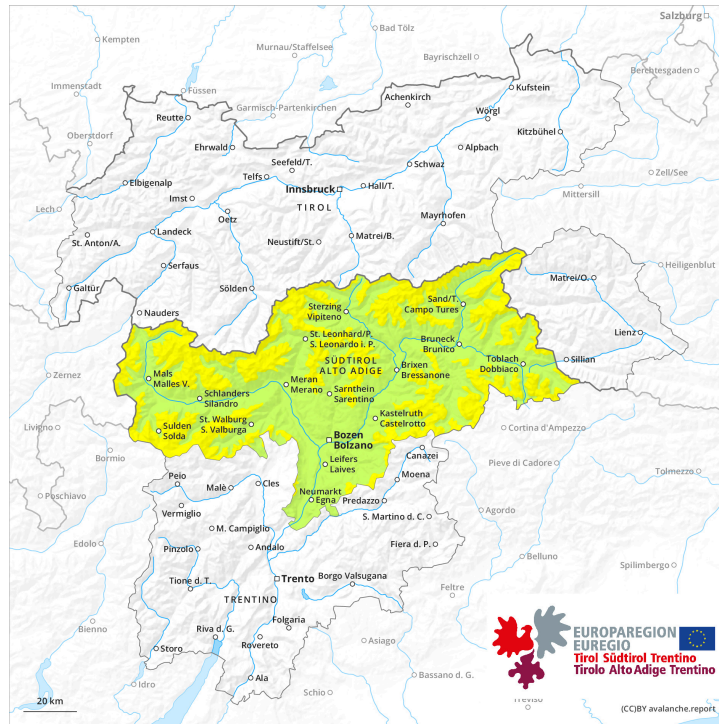 Salzburg
Bad Tölz
Kempten
Murnau/Staffelsee
Bayrischzell
Berchtesgaden
Immenstadt
Füssen
Achenkirch
Kufstein
Garmisch-Partenkirchen
Reutte
Wörgl
Oberstdorf
Ehrwald
Kitzbühel
Alpbach
Seefeld/T.
Schwaz
Telfs
Zell/See
Elbigenalp
Innsbruck
Hall/T.
Mittersill
Imst
TIROL
Lech
Oetz
Mayrhofen
St. Anton/A.
Landeck
Neustift/St.
Matrei/B.
Serfaus
Heiligenblut
Galtür
Sölden
Matrei/O.
Nauders
Sterzing
Vipiteno
Sand/T.
Campo Tures
Lienz
St. Leonhard/P.
S. Leonardo i. P.
Bruneck
Brunico
Sillian
SÜDTIROL
ALTO ADIGE
Toblach
Dobbiaco
Zernez
Mals
Malles V.
Brixen
Bressanone
Meran
Merano
Schlanders
Silandro
Sarnthein
Sarentino
Kastelruth
Castelrotto
St. Walburg
S. Valburga
Livigno
Sulden
Solda
Cortina d'Ampezzo
Bozen
Bolzano
Bormio
Canazei
Leifers
Laives
Pieve di Cadore
Tolmezzo
Peio
Moena
Malè
Cles
Neumarkt
Egna
Poschiavo
Predazzo
Vermiglio
Agordo
S. Martino d. C.
M. Campiglio
Edolo
Pinzolo
Andalo
Fiera d. P.
Belluno
Spilimbergo
Tione d. T.
Trento
Borgo Valsugana
Feltre
TRENTINO
Folgaria
Bienno
Riva d. G.
Rovereto
Asiago
Storo
Ala
Bassano d. G.
Idro
Schio
Treviso
EUROPAREGION
EUREGIO
Tirol Südtirol Trentino
Tirolo Alto Adige Trentino
20 km
(CC)BY avalanche.report